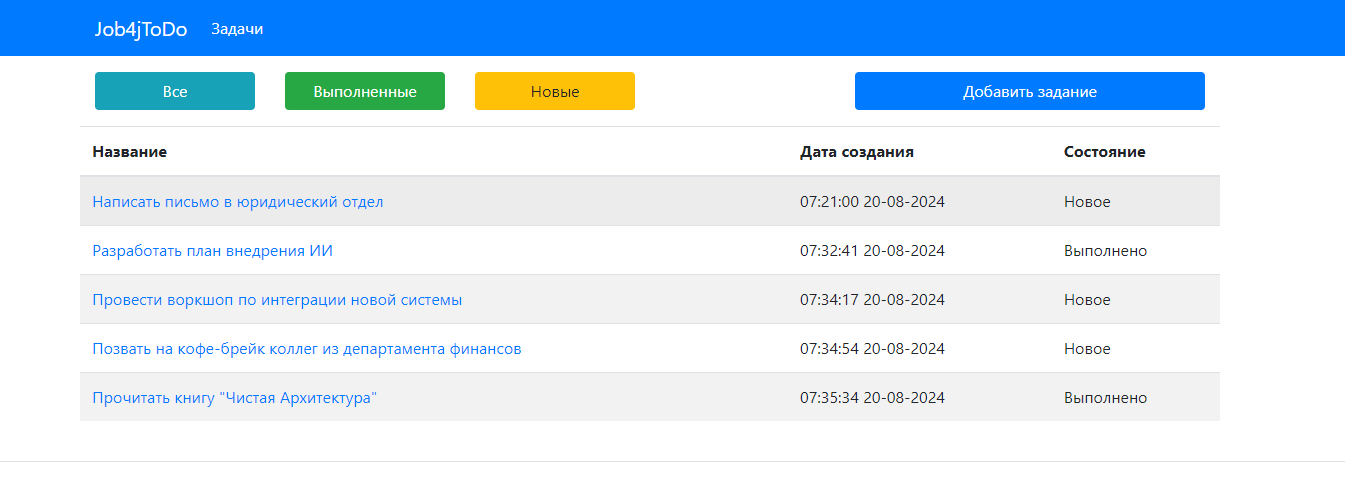 Job4jToDo Задачи
Все Выполненные Новые Добавить задание
Название Дата создания Состояние
Написать письмо в юридический отдел 07:21:00 20-08-2024 Новое
Разработать план внедрения ИИ 07:32:41 20-08-2024 Выполнено
Провести воркшоп по интеграции новой системы 07:34:17 20-08-2024 Новое
Позвать на кофе-брейк коллег из департамента финансов 07:34:54 20-08-2024 Новое
Прочитать книгу "Чистая Архитектура" 07:35:34 20-08-2024 Выполнено